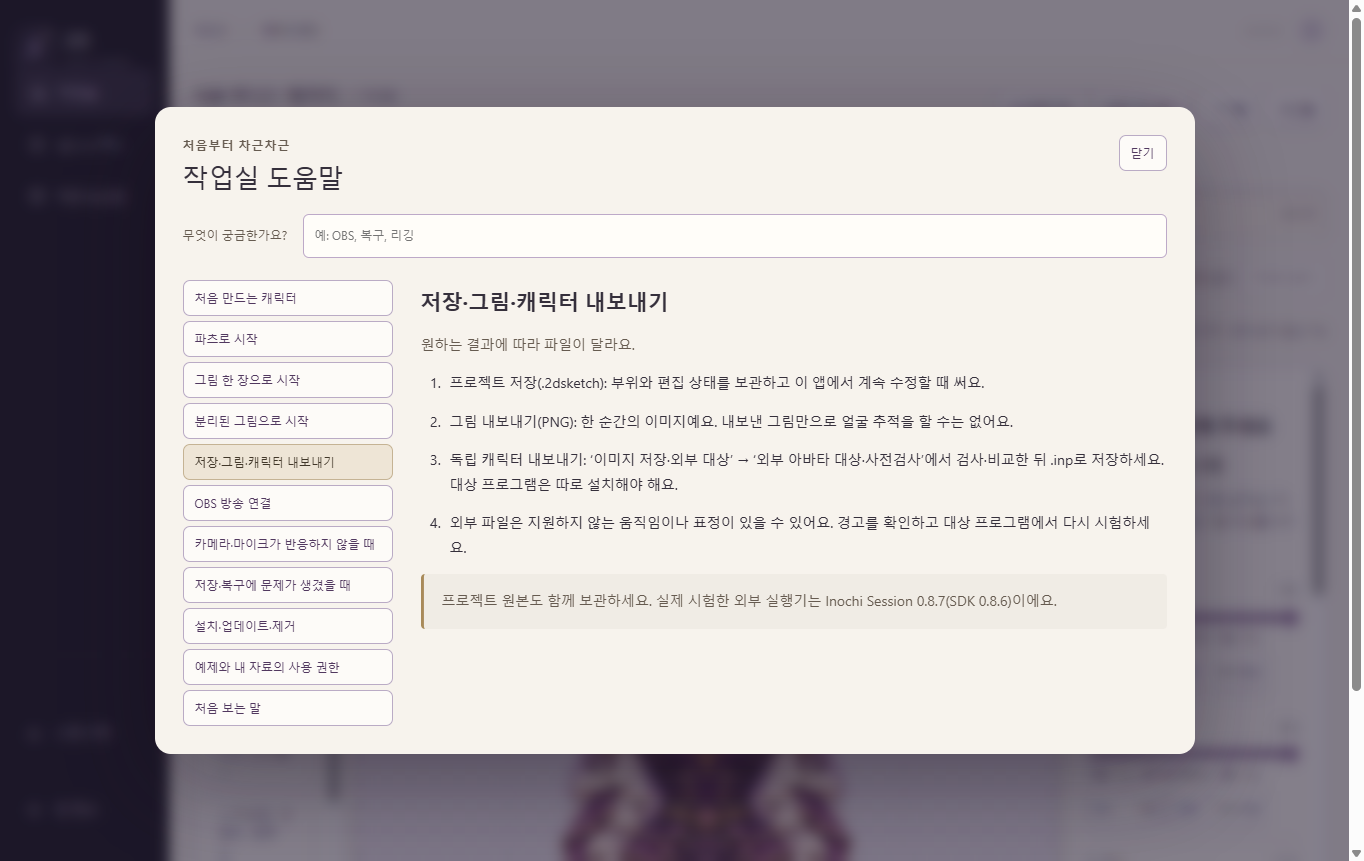 처음부터 차근차근
작업실 도움말
닫기
무엇이 궁금한가요?
예: OBS, 복구, 리깅
처음 만드는 캐릭터
파츠로 시작
그림 한 장으로 시작
분리된 그림으로 시작
저장·그림·캐릭터 내보내기
OBS 방송 연결
카메라·마이크가 반응하지 않을 때
저장·복구에 문제가 생겼을 때
설치·업데이트·제거
예제와 내 자료의 사용 권한
처음 보는 말
저장·그림·캐릭터 내보내기
원하는 결과에 따라 파일이 달라요.
1. 프로젝트 저장(.2dsketch): 부위와 편집 상태를 보관하고 이 앱에서 계속 수정할 때 써요.
2. 그림 내보내기(PNG): 한 순간의 이미지예요. 내보낸 그림만으로 얼굴 추적을 할 수는 없어요.
3. 독립 캐릭터 내보내기: ‘이미지 저장·외부 대상’ → ‘외부 아바타 대상·사전검사’에서 검사·비교한 뒤 .inp로 저장하세요.
대상 프로그램은 따로 설치해야 해요.
4. 외부 파일은 지원하지 않는 움직임이나 표정이 있을 수 있어요. 경고를 확인하고 대상 프로그램에서 다시 시험하세
요.
프로젝트 원본도 함께 보관하세요. 실제 시험한 외부 실행기는 Inochi Session 0.8.7(SDK 0.8.6)이에요.